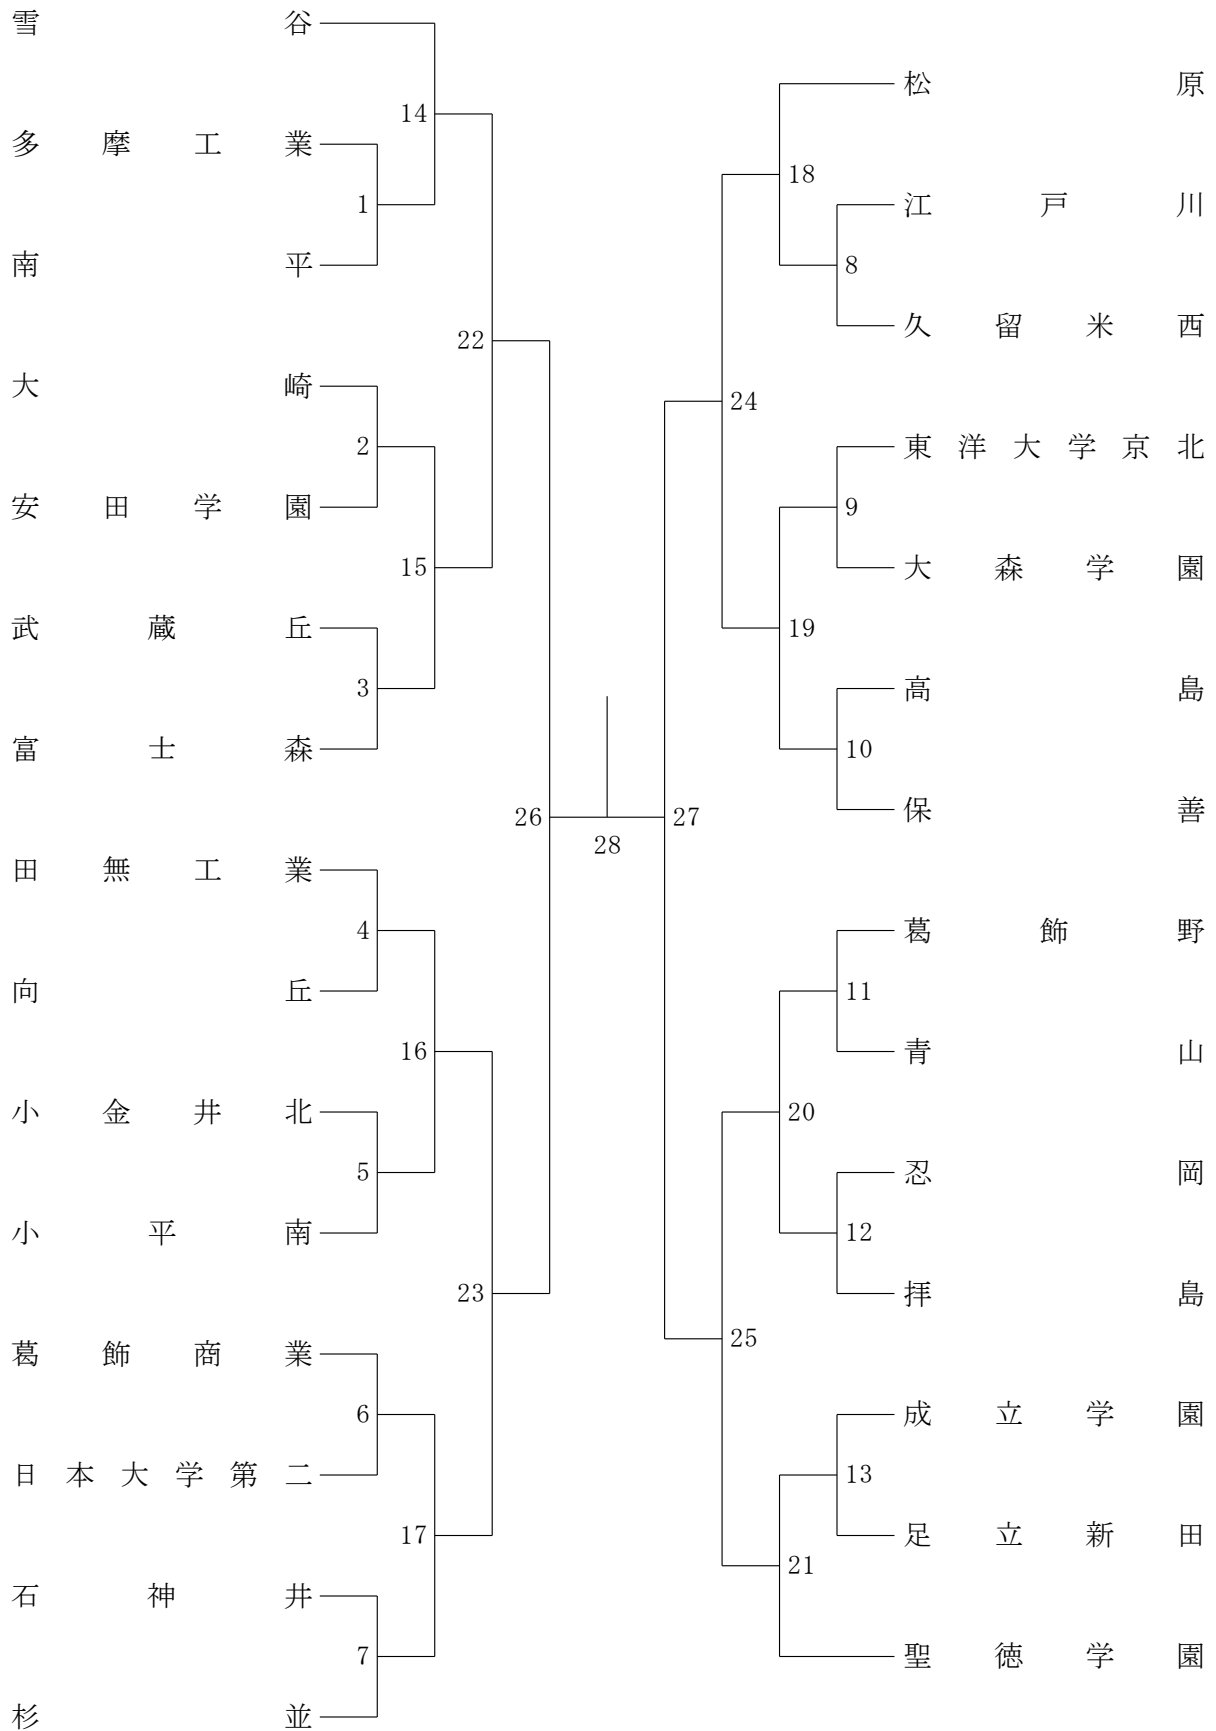 雪谷
多摩工業
南平
大崎
安田学園
武蔵丘
富士森
田無工業
向丘
小金井北
小平南
葛飾商業
日本大学第二
石神井
杉並
1
2
3
4
5
6
7
14
15
16
17
22
23
26
28
27
24
25
18
19
20
21
8
9
10
11
12
13
松原
江戸川
久留米西
東洋大学京北
大森学園
高島
保善
葛飾野
青山
忍岡
拝島
成立学園
足立新田
聖徳学園